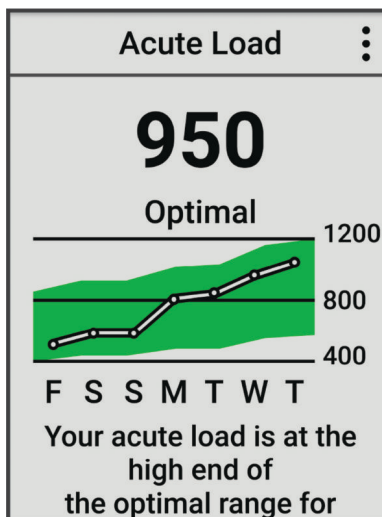 Acute Load
950
Optimal
1200
800
400
F S S M T W T
Your acute load is at the
high end of
the optimal range for